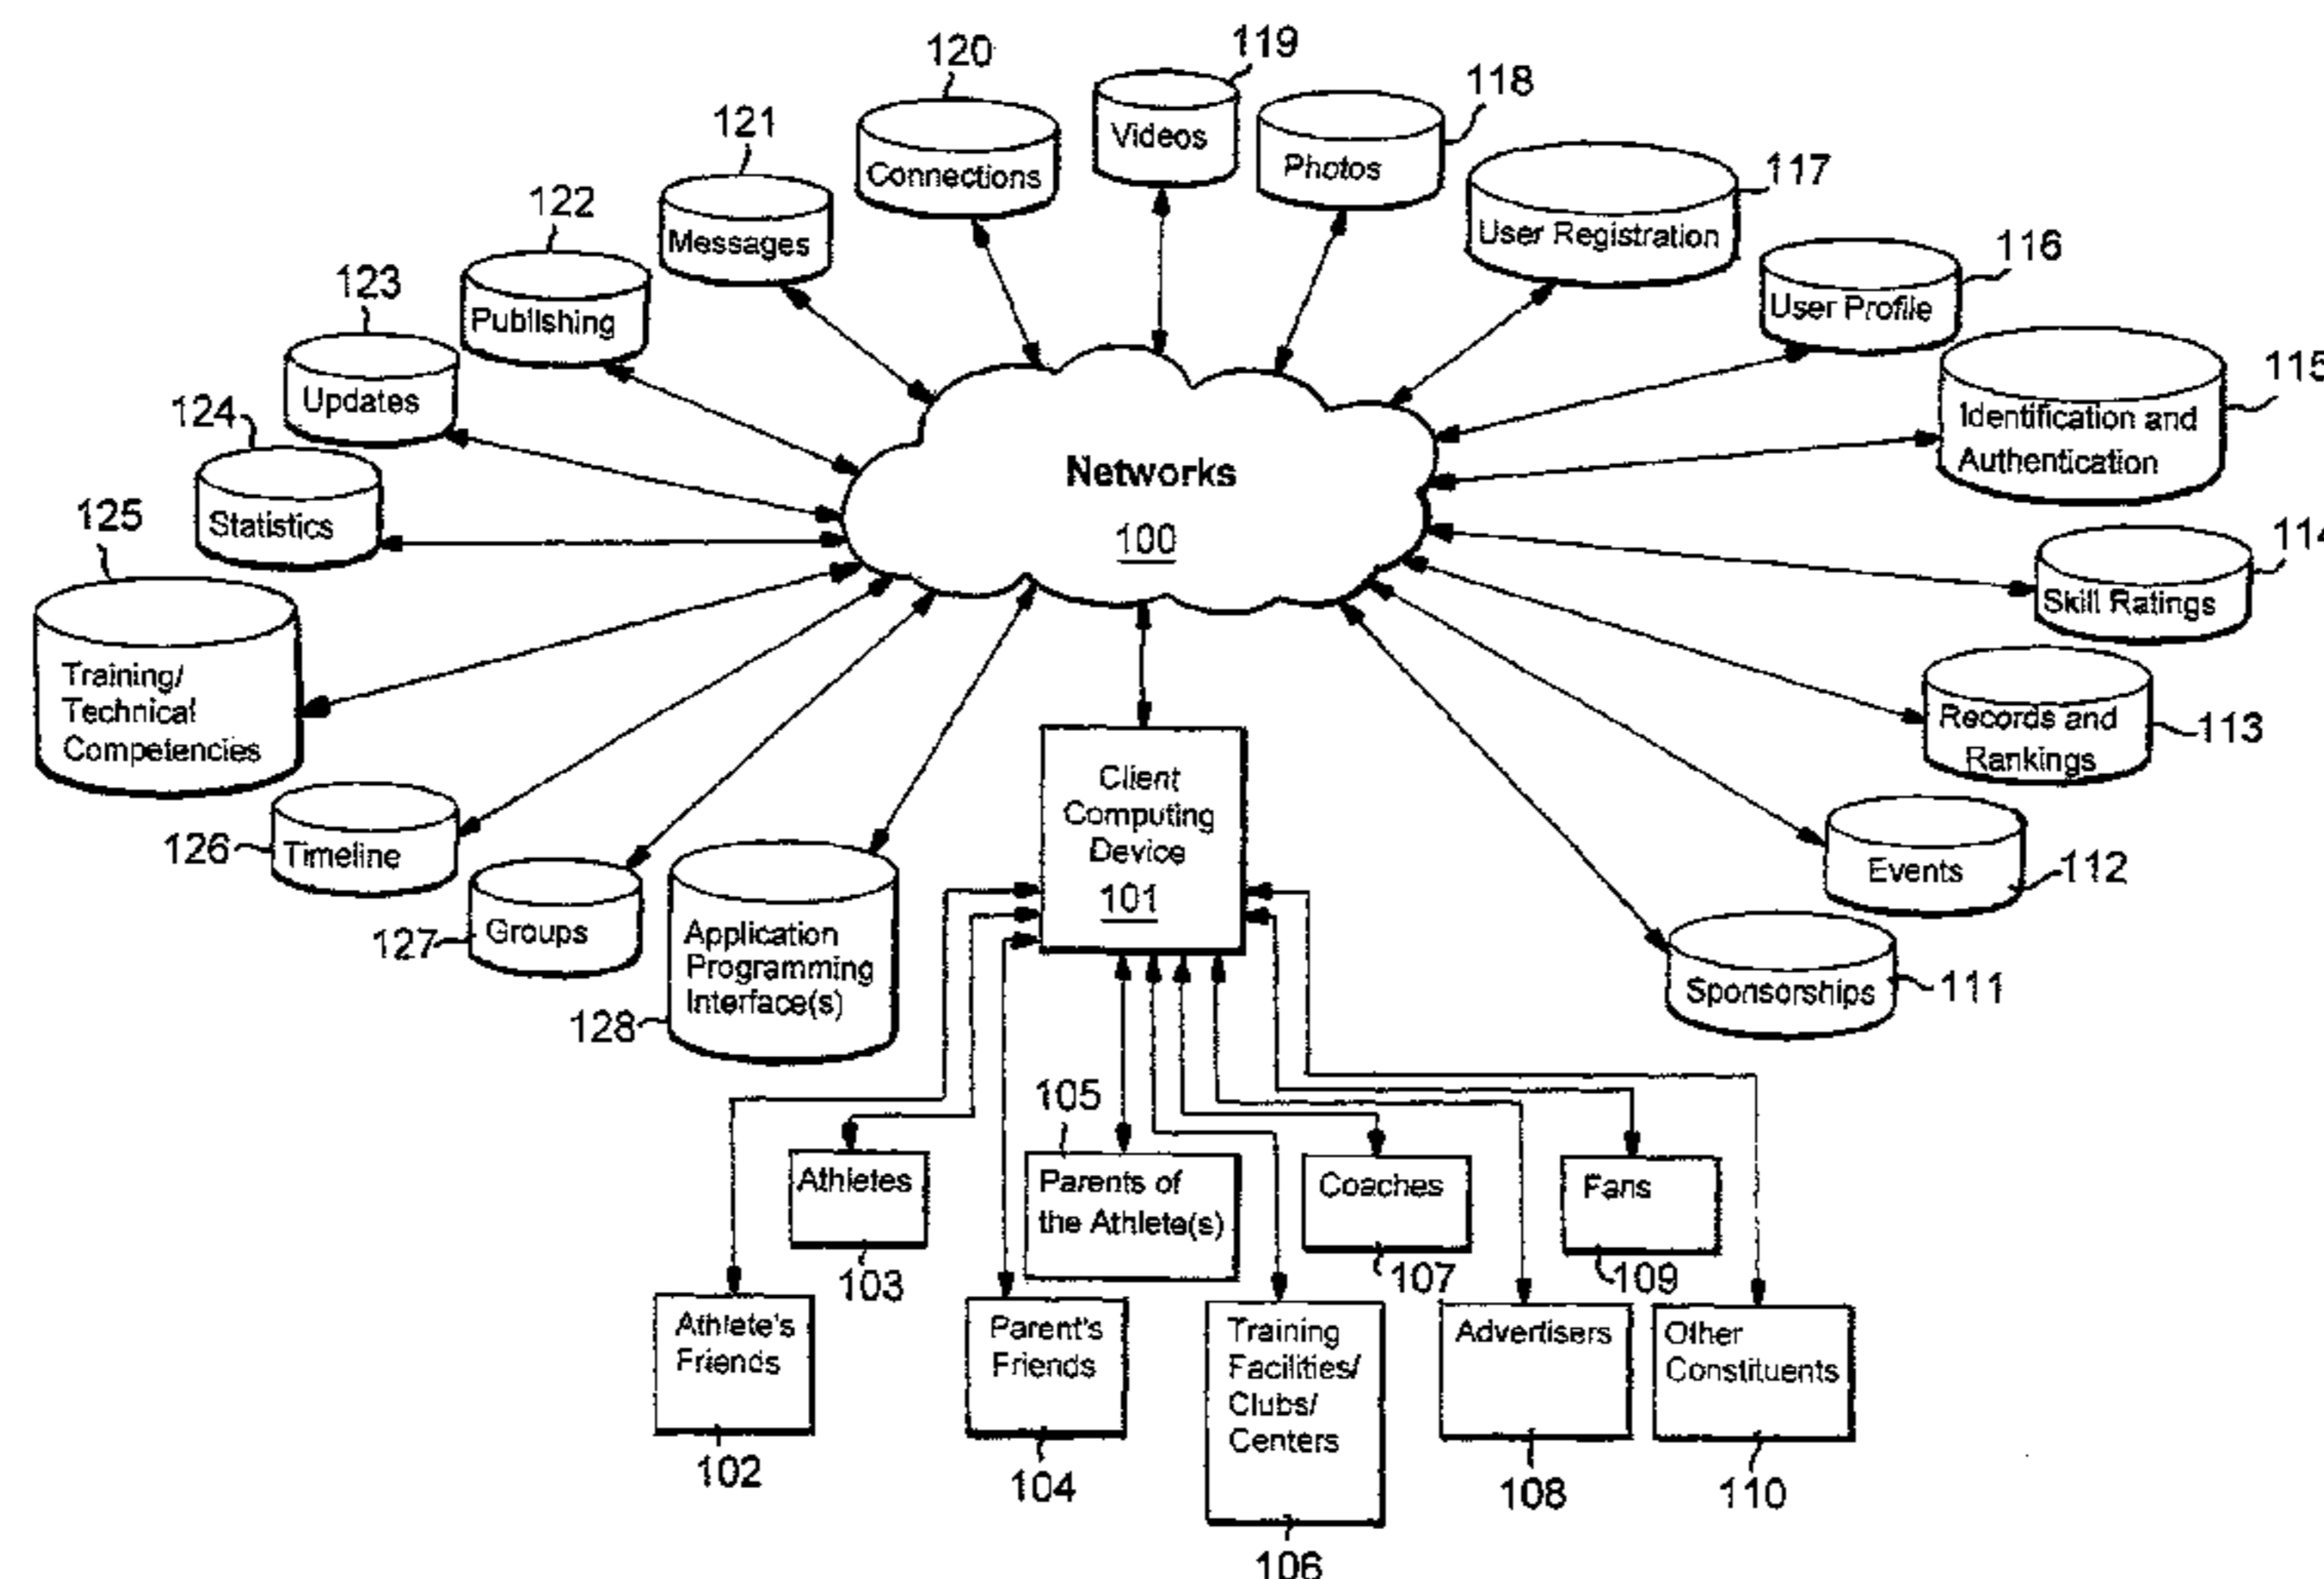 119
120
118
121
Videos
Connections
Photos
117
122
Messages
User Registration
116
123
Publishing
User Profile
115
124
Updates
Identification and
Authentication
Networks
100
125
Statistics
114
Skill Ratings
Training/
Technical
Competencies
Records and
Rankings
113
Client
Computing
Device
101
126
Timeline
Events
112
127
Groups
Application
Programming
Interface(s)
128
Sponsorships
111
105
Athletes
103
Parents of
the Athlete(s)
Coaches
107
Fans
109
Athlete's
Friends
102
Parent's
Friends
104
Training
Facilities/
Clubs/
Centers
106
Advertisers
108
Other
Constituents
110